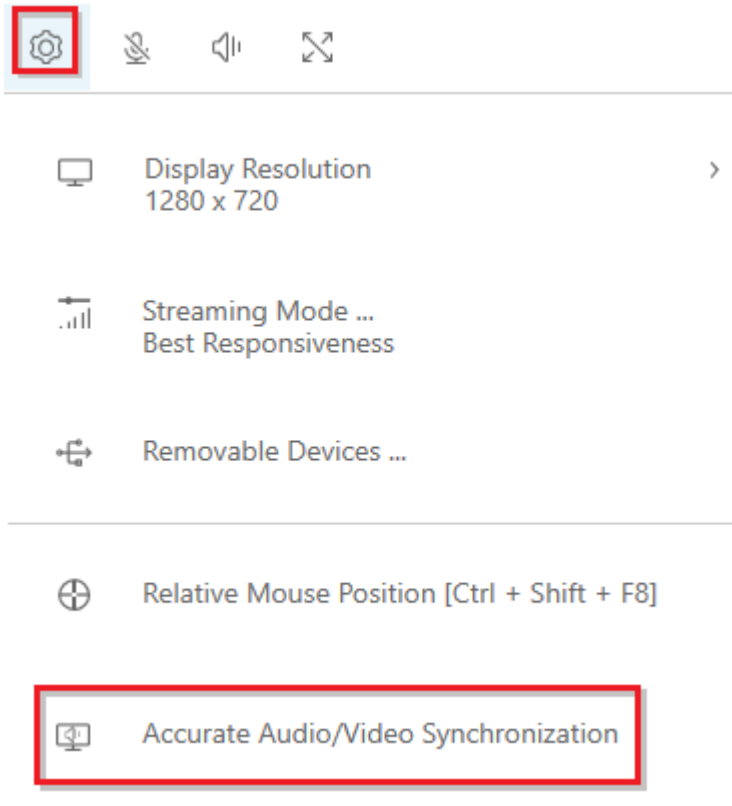 Display Resolution
1280 x 720
Streaming Mode ...
Best Responsiveness
Removable Devices ...
Relative Mouse Position [Ctrl + Shift + F8]
Accurate Audio/Video Synchronization